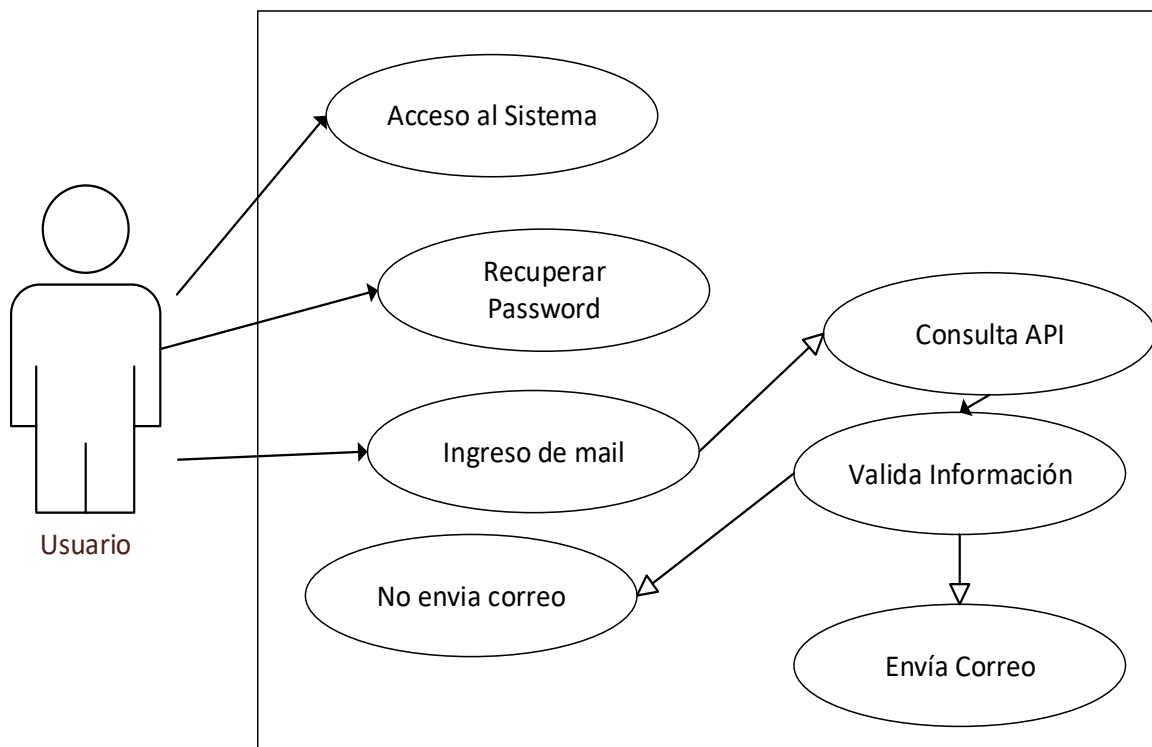 Acceso al Sistema
Recuperar
Password
Consulta API
Ingreso de mail
Valida Información
Usuario
No envia correo
Envía Correo